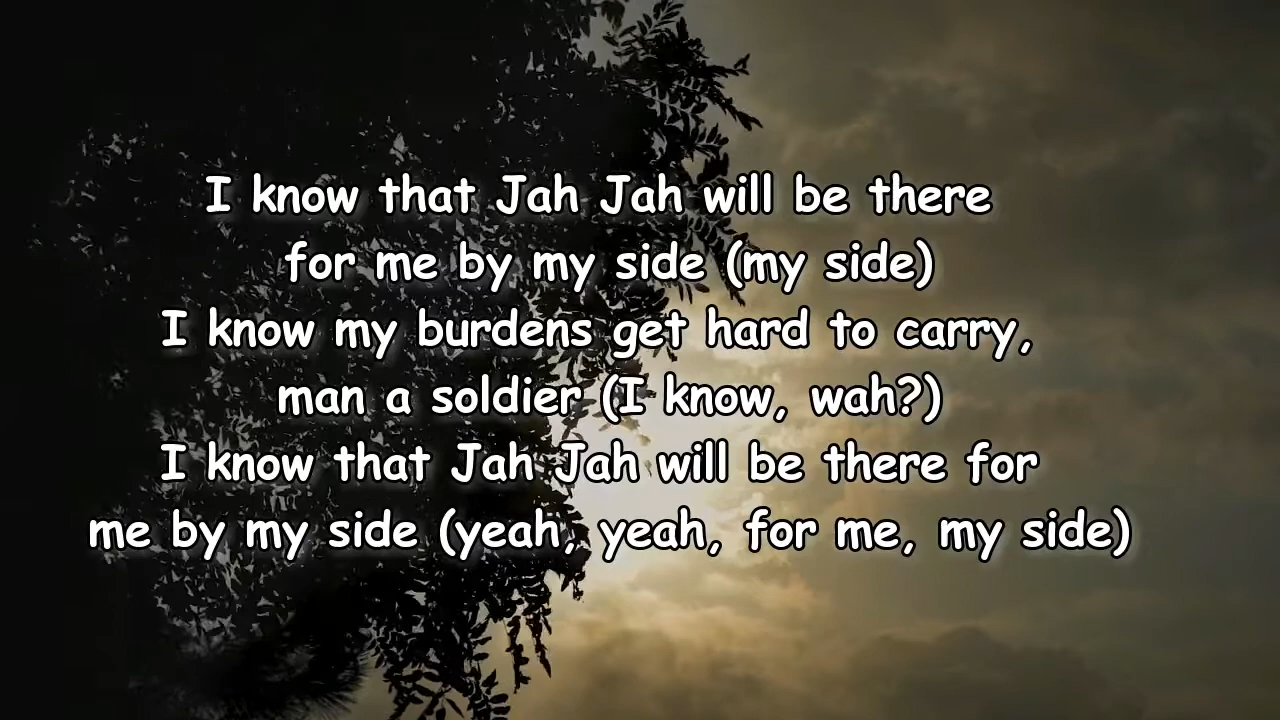 I know that Jah Jah will be there
for me by my side (my side)
I know my burdens get hard to carry,
man a soldier (I know, wah?)
I know that Jah Jah will be there for
me by my side (yeah, yeah, for me, my side)